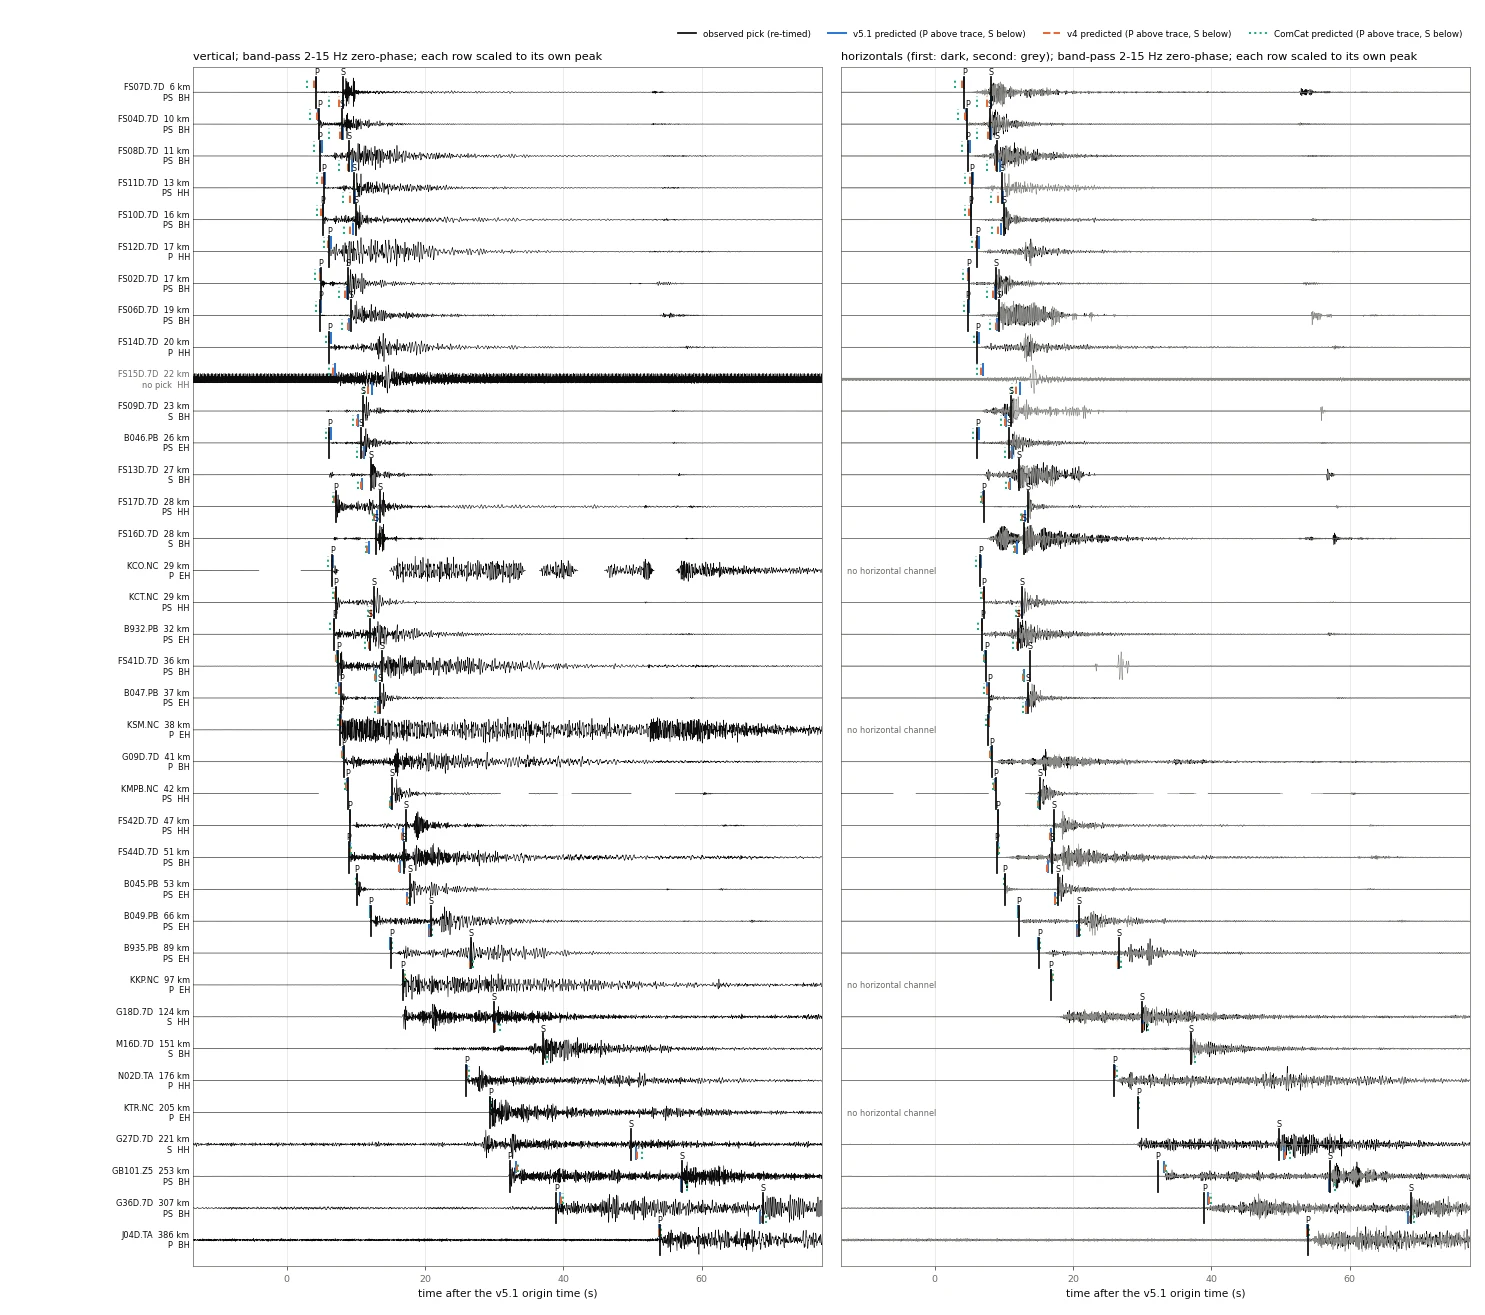 observed pick (re-timed) v5.1 predicted (P above trace, S below) v4 predicted (P above trace, S below) ComCat predicted (P above trace, S below)
vertical; band-pass 2-15 Hz zero-phase; each row scaled to its own peak
horizontals (first: dark, second: grey); band-pass 2-15 Hz zero-phase; each row scaled to its own peak
FS07D.7D 6 km
PS BH
FS04D.7D 10 km
PS BH
FS08D.7D 11 km
PS BH
FS11D.7D 13 km
PS HH
FS10D.7D 16 km
PS BH
FS12D.7D 17 km
P HH
FS02D.7D 17 km
PS BH
FS06D.7D 19 km
PS BH
FS14D.7D 20 km
P HH
FS15D.7D 22 km
no pick HH
FS09D.7D 23 km
S BH
B046.PB 26 km
PS EH
FS13D.7D 27 km
S BH
FS17D.7D 28 km
PS HH
FS16D.7D 28 km
S BH
KCO.NC 29 km
P EH
no horizontal channel
KCT.NC 29 km
PS HH
B932.PB 32 km
PS EH
FS41D.7D 36 km
PS BH
B047.PB 37 km
PS EH
KSM.NC 38 km
P EH
no horizontal channel
G09D.7D 41 km
P BH
KMPB.NC 42 km
PS HH
FS42D.7D 47 km
PS HH
FS44D.7D 51 km
PS BH
B045.PB 53 km
PS EH
B049.PB 66 km
PS EH
B935.PB 89 km
PS EH
KKP.NC 97 km
P EH
no horizontal channel
G18D.7D 124 km
S HH
M16D.7D 151 km
S BH
N02D.TA 176 km
P HH
KTR.NC 205 km
P EH
no horizontal channel
G27D.7D 221 km
S HH
GB101.Z5 253 km
PS BH
G36D.7D 307 km
PS BH
J04D.TA 386 km
P BH
0 20 40 60
0 20 40 60
time after the v5.1 origin time (s)
time after the v5.1 origin time (s)